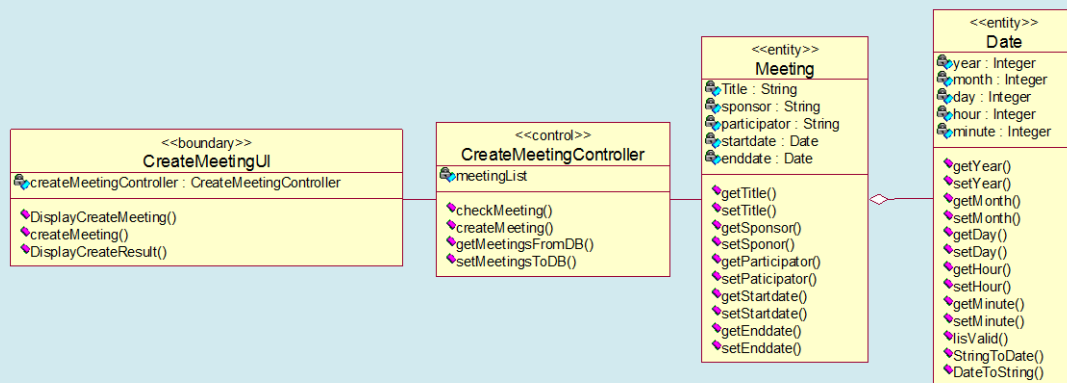 <<boundary>>
CreateMeetingUI
createMeetingController : CreateMeetingController
DisplayCreateMeeting()
createMeeting()
DisplayCreateResult()
<<control>>
CreateMeetingController
meetingList
checkMeeting()
createMeeting()
getMeetingsFromDB()
setMeetingsToDB()
<<entity>>
Meeting
Title : String
sponsor : String
participator : String
startdate : Date
enddate : Date
getTitle()
setTitle()
getSponsor()
setSponor()
getParticipator()
setPaticipator()
getStartdate()
setStartdate()
getEnddate()
setEnddate()
<<entity>>
Date
year : Integer
month : Integer
day : Integer
hour : Integer
minute : Integer
getYear()
setYear()
getMonth()
setMonth()
getDay()
setDay()
getHour()
setHour()
getMinute()
setMinute()
IisValid()
StringToDate()
DateToString()